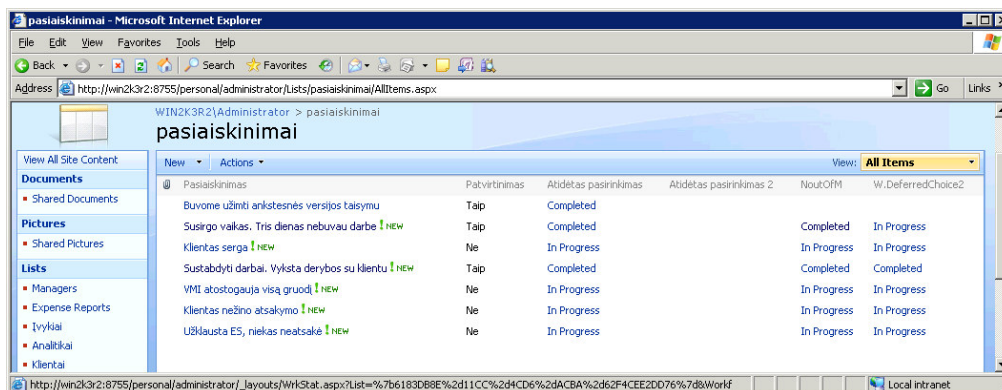 pasiaiskinimai - Microsoft Internet Explorer
File Edit View Favorites Tools Help
Back Search Favorites
Address http://win2k3r2:8755/personal/administrator/Lists/pasiaiskinimai/AllItems.aspx Go Links
WIN2K3R2\Administrator > pasiaiskinimai
pasiaiskinimai
View All Site Content
New Actions View: All Items
Documents
Shared Documents
Pictures
Shared Pictures
Lists
Managers
Expense Reports
Įvykiai
Analitikai
Klientai
Pasiaiskinimas Patvirtinimas Atidėtas pasirinkimas Atidėtas pasirinkimas 2 NoutOfM W.DeferredChoice2
Buvome užimti ankstesnės versijos taisymu Taip Completed
Susirgo vaikas. Tris dienas nebuvau darbe ! NEW Taip Completed Completed In Progress
Klientas serga ! NEW Ne In Progress In Progress In Progress
Sustabdyti darbai. Vyksta derybos su klientu ! NEW Taip Completed Completed Completed
VMI atostogauja visą gruodį ! NEW Ne In Progress In Progress In Progress
Klientas nežino atsakymo ! NEW Ne In Progress In Progress In Progress
Užklausta ES, niekas neatsakė ! NEW Ne In Progress In Progress In Progress
http://win2k3r2:8755/personal/administrator/_layouts/WrkStat.aspx?List=%7b6183DB8E%2d11CC%2d4CD6%2dACBA%2d62F4CEE2DD76%7d&Workf Local intranet